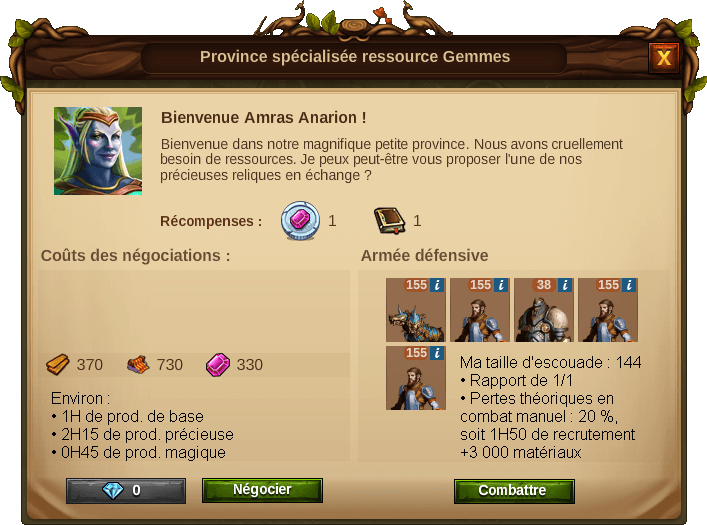 Province spécialisée ressource Gemmes
X
Bienvenue Amras Anarion !
Bienvenue dans notre magnifique petite province. Nous avons cruellement
besoin de ressources. Je peux peut-être vous proposer l'une de nos
précieuses reliques en échange ?
Récompenses : 1 1
Coûts des négociations :
370 730 330
Environ :
• 1H de prod. de base
• 2H15 de prod. précieuse
• 0H45 de prod. magique
0 Négocier
Armée défensive
155 i 155 i 38 i 155 i
155 i
Ma taille d'escouade : 144
• Rapport de 1/1
• Pertes théoriques en
combat manuel : 20 %,
soit 1H50 de recrutement
+3 000 matériaux
Combattre